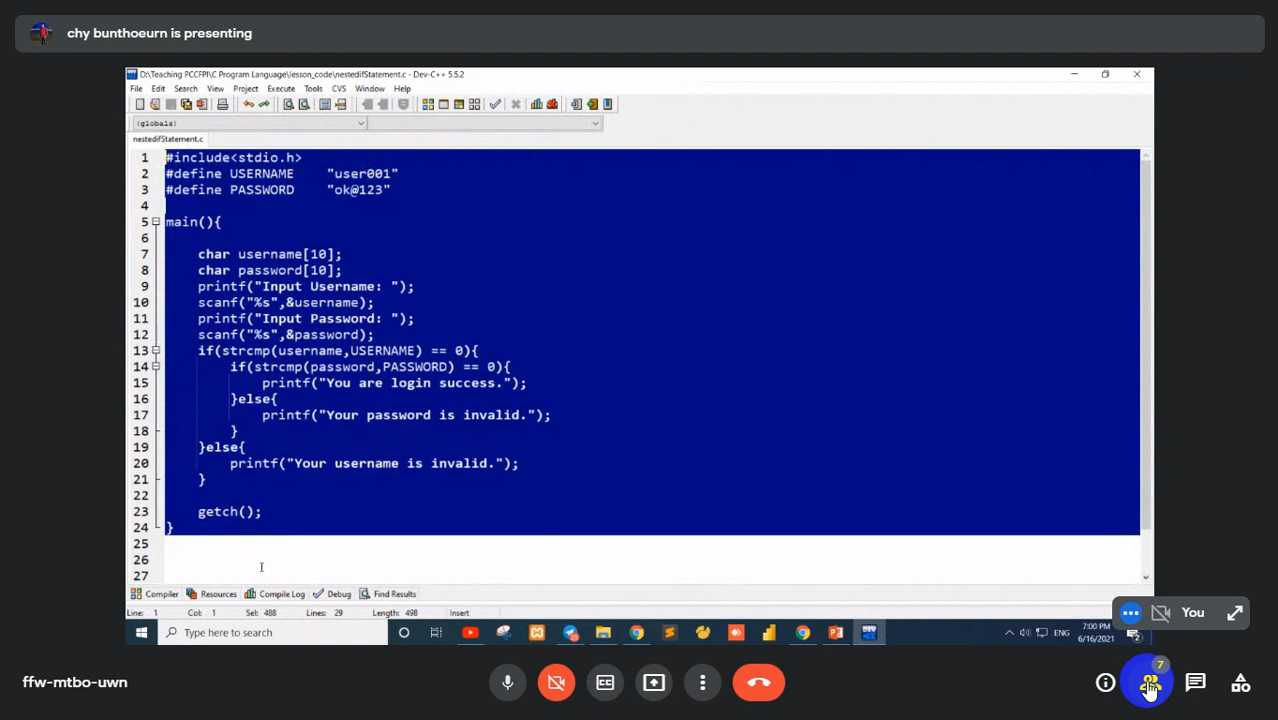 chy bunthoeurn is presenting
D:\Teaching PCCFPI\C Program Language\lesson_code\nestedifStatement.c - Dev-C++ 5.5.2
File Edit Search View Project Execute Tools CVS Window Help
(globals)
nestedifStatement.c
1 #include<stdio.h>
2 #define USERNAME "user001"
3 #define PASSWORD "ok@123"
4
5 main(){
6
7 char username[10];
8 char password[10];
9 printf("Input Username: ");
10 scanf("%s",&username);
11 printf("Input Password: ");
12 scanf("%s",&password);
13 if(strcmp(username,USERNAME) == 0){
14 if(strcmp(password,PASSWORD) == 0){
15 printf("You are login success.");
16 }else{
17 printf("Your password is invalid.");
18 }
19 }else{
20 printf("Your username is invalid.");
21 }
22
23 getch();
24 }
25
26
27
Compiler Resources Compile Log Debug Find Results
Line: 1 Col: 1 Sel: 488 Lines: 29 Length: 498 Insert
You
Type here to search
ENG
7:00 PM
6/16/2021
2
DEV
ffw-mtbo-uwn
CC
7